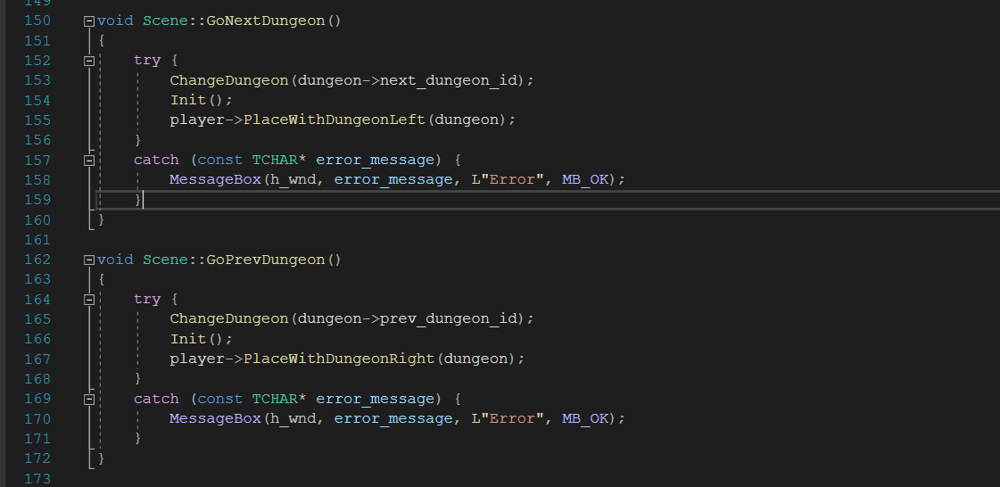 149
150 void Scene::GoNextDungeon()
151 {
152 try {
153 ChangeDungeon(dungeon->next_dungeon_id);
154 Init();
155 player->PlaceWithDungeonLeft(dungeon);
156 }
157 catch (const TCHAR* error_message) {
158 MessageBox(h_wnd, error_message, L"Error", MB_OK);
159 }
160 }
161
162 void Scene::GoPrevDungeon()
163 {
164 try {
165 ChangeDungeon(dungeon->prev_dungeon_id);
166 Init();
167 player->PlaceWithDungeonRight(dungeon);
168 }
169 catch (const TCHAR* error_message) {
170 MessageBox(h_wnd, error_message, L"Error", MB_OK);
171 }
172 }
173